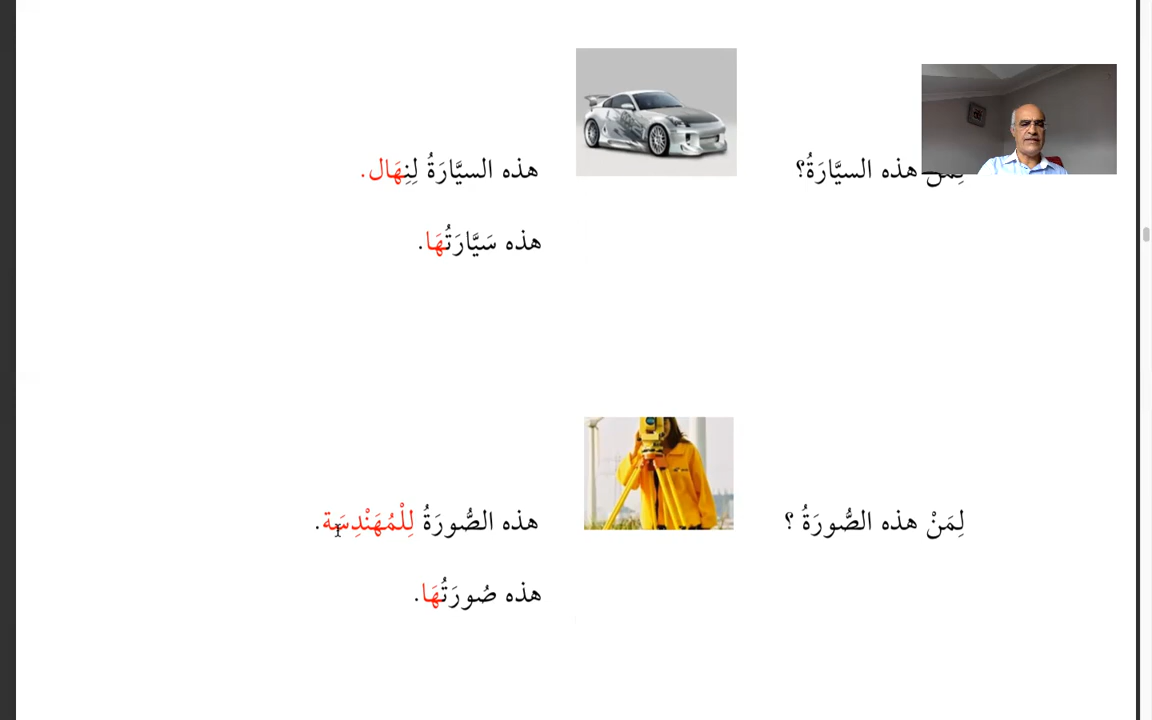 هذه السيَّارَةُ؟
هذه السيَّارَةُ لِنِهَال.
هذه سَيَّارَتُهَا.
لِمَنْ هذه الصُّورَةُ ؟
هذه الصُّورَةُ لِلْمُهَنْدِسَة.
هذه صُورَتُهَا.